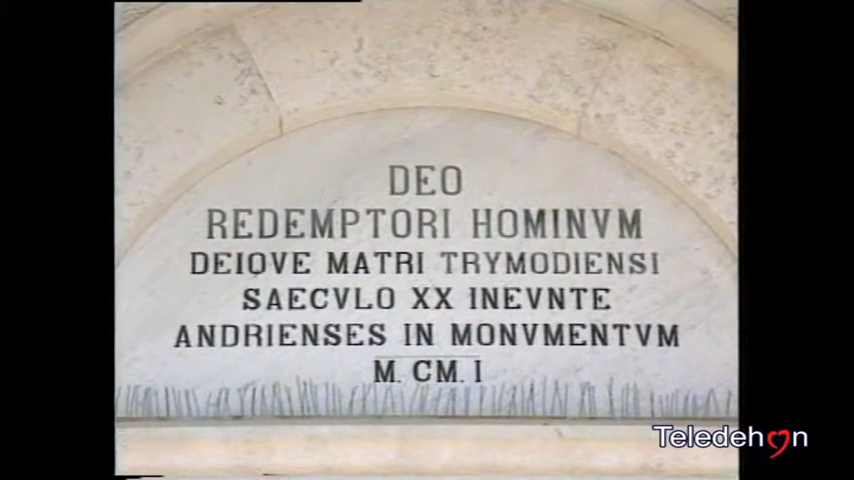 DEO
REDEMPTORI HOMINVM
DEIQVE MATRI TRYMODIENSI
SAECVLO XX INEVNTE
ANDRIENSES IN MONVMENTVM
M. CM. I
Teledehon